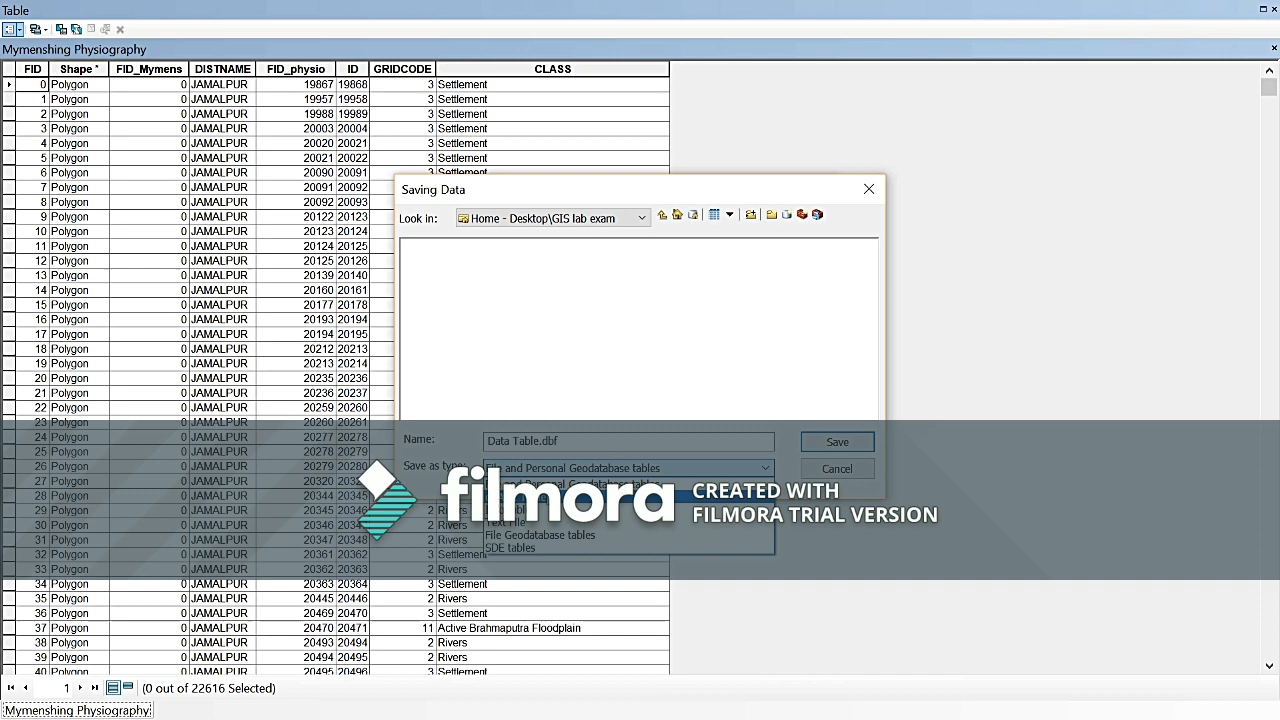 Table
Mymenshing Physiography
FID Shape * FID_Mymens DISTNAME FID_physio ID GRIDCODE CLASS
0 Polygon 0 JAMALPUR 19867 19868 3 Settlement
1 Polygon 0 JAMALPUR 19957 19958 3 Settlement
2 Polygon 0 JAMALPUR 19988 19989 3 Settlement
3 Polygon 0 JAMALPUR 20003 20004 3 Settlement
4 Polygon 0 JAMALPUR 20020 20021 3 Settlement
5 Polygon 0 JAMALPUR 20021 20022 3 Settlement
6 Polygon 0 JAMALPUR 20090 20091 3 Settlement
7 Polygon 0 JAMALPUR 20091 20092
8 Polygon 0 JAMALPUR 20092 20093
9 Polygon 0 JAMALPUR 20122 20123
10 Polygon 0 JAMALPUR 20123 20124
11 Polygon 0 JAMALPUR 20124 20125
12 Polygon 0 JAMALPUR 20125 20126
13 Polygon 0 JAMALPUR 20139 20140
14 Polygon 0 JAMALPUR 20160 20161
15 Polygon 0 JAMALPUR 20177 20178
16 Polygon 0 JAMALPUR 20193 20194
17 Polygon 0 JAMALPUR 20194 20195
18 Polygon 0 JAMALPUR 20212 20213
19 Polygon 0 JAMALPUR 20213 20214
20 Polygon 0 JAMALPUR 20235 20236
21 Polygon 0 JAMALPUR 20236 20237
22 Polygon 0 JAMALPUR 20259 20260
23 Polygon 0 JAMALPUR 20260 20261
24 Polygon 0 JAMALPUR 20277 20278
25 Polygon 0 JAMALPUR 20278 20279
26 Polygon 0 JAMALPUR 20279 20280
27 Polygon 0 JAMALPUR 20320
28 Polygon 0 JAMALPUR 20344 20345
29 Polygon 0 JAMALPUR 20345 20346 2 Rivers
30 Polygon 0 JAMALPUR 20346 2 Rivers
31 Polygon 0 JAMALPUR 20347 20348 2 Rivers
32 Polygon 0 JAMALPUR 20361 20362 3 Settlement
33 Polygon 0 JAMALPUR 20362 20363 2 Rivers
34 Polygon 0 JAMALPUR 20363 20364 3 Settlement
35 Polygon 0 JAMALPUR 20445 20446 2 Rivers
36 Polygon 0 JAMALPUR 20469 20470 3 Settlement
37 Polygon 0 JAMALPUR 20470 20471 11 Active Brahmaputra Floodplain
38 Polygon 0 JAMALPUR 20493 20494 2 Rivers
39 Polygon 0 JAMALPUR 20494 20495 2 Rivers
40 Polygon 0 JAMALPUR 20495 20496 3 Settlement
Saving Data
Look in: Home - Desktop\GIS lab exam
Name: Data Table.dbf Save
Save as type: File and Personal Geodatabase tables Cancel
and Personal Geodatabase tables
Text File
File Geodatabase tables
SDE tables
filmora
CREATED WITH
FILMORA TRIAL VERSION
1 (0 out of 22616 Selected)
Mymenshing Physiography